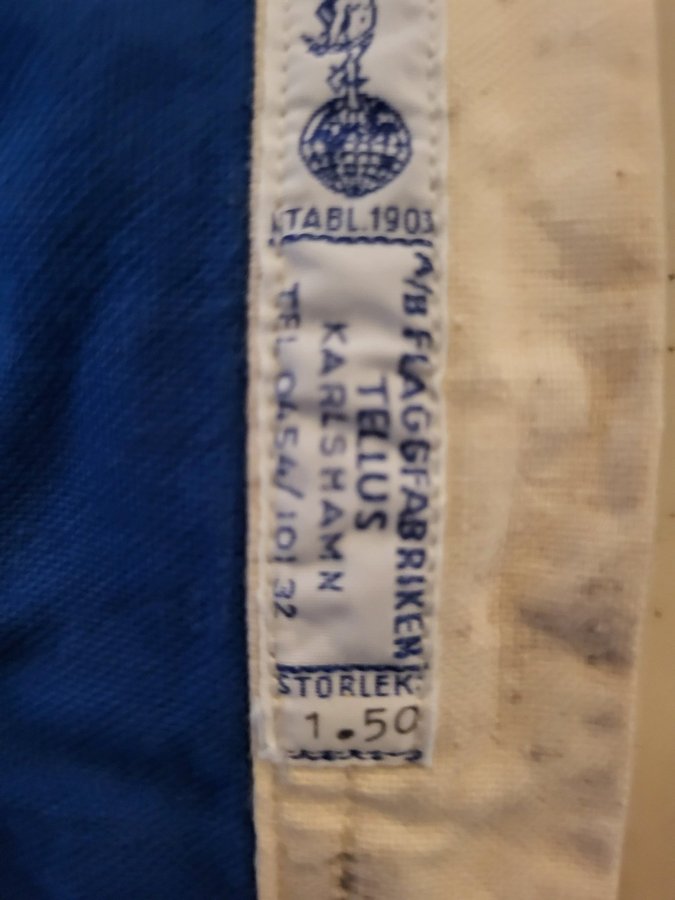 ETABL.1903
A/B FLAGGFABRIKEN
TELLUS
KARLSHAMN
TEL 0454/101 32
STORLEK:
1.50